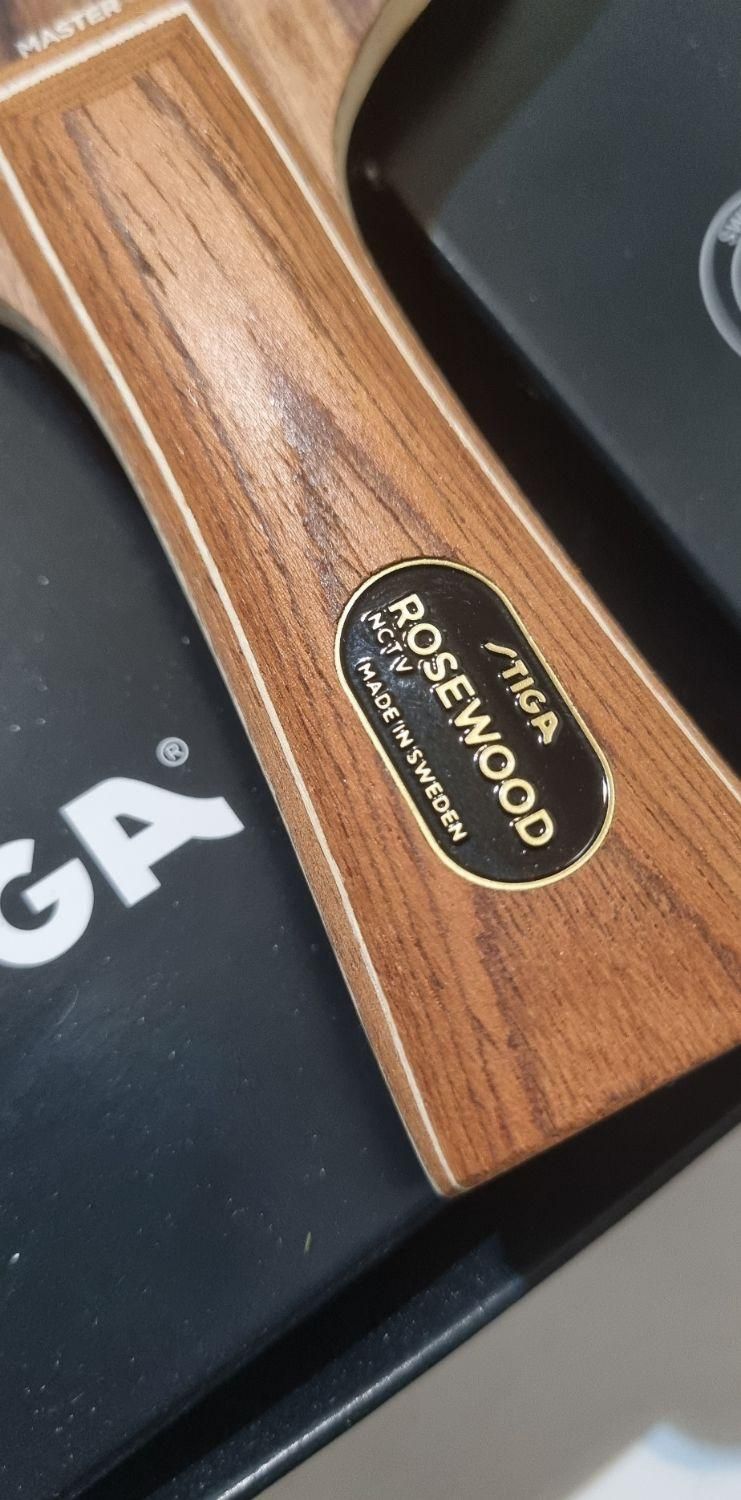 MASTER
STIGA
ROSEWOOD
NCT V
MADE IN SWEDEN
GA®